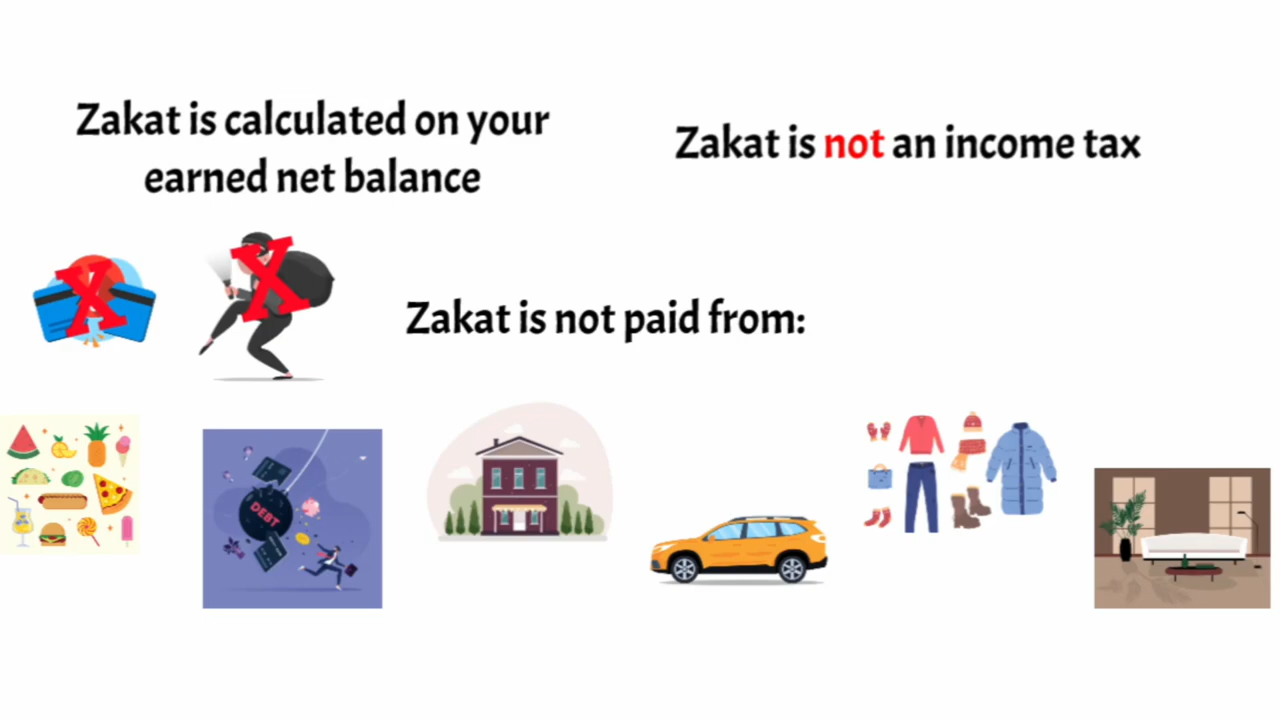 Zakat is calculated on your
earned net balance
Zakat is not an income tax
X
X
Zakat is not paid from:
DEBT